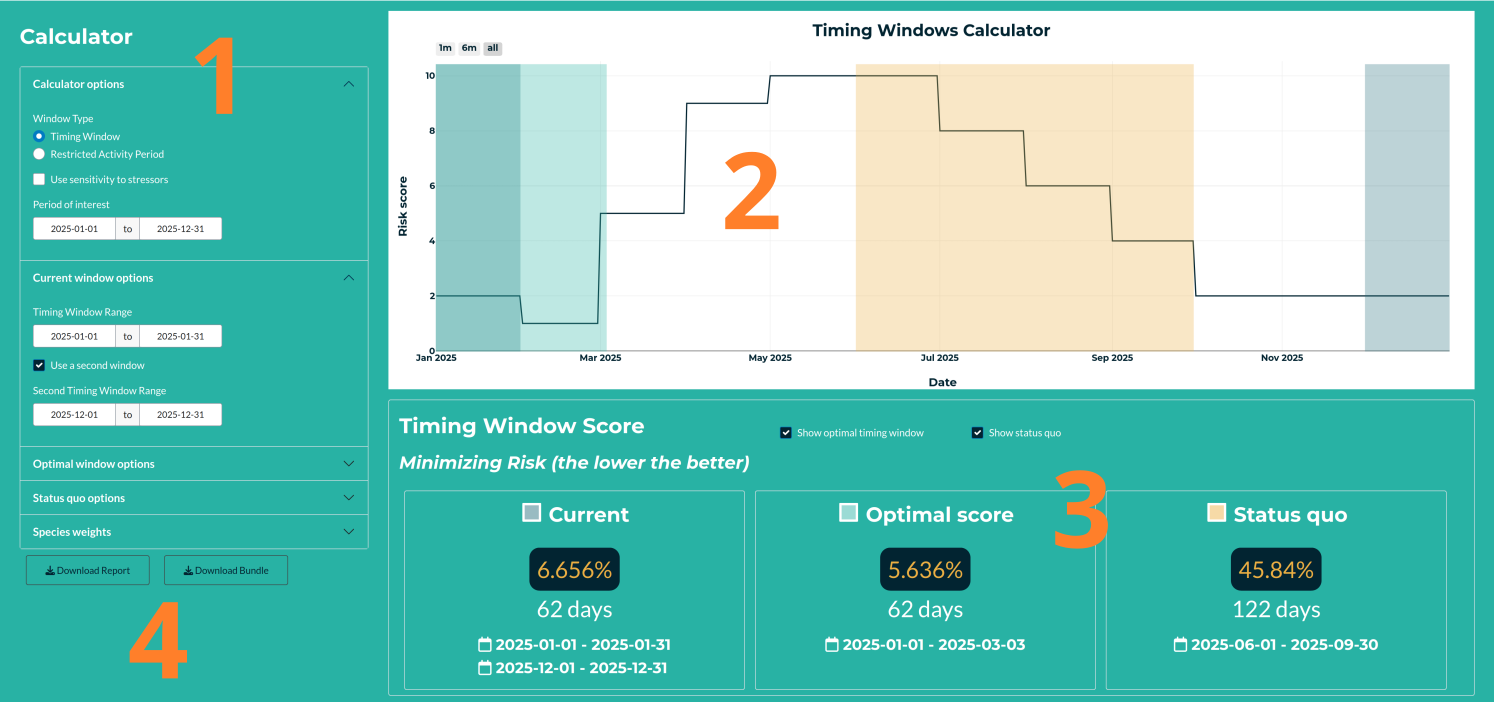 Calculator
1
Calculator options
Window Type
Timing Window
Restricted Activity Period
Use sensitivity to stressors
Period of interest
2025-01-01 to 2025-12-31
Current window options
Timing Window Range
2025-01-01 to 2025-01-31
Use a second window
Second Timing Window Range
2025-12-01 to 2025-12-31
Optimal window options
Status quo options
Species weights
Download Report Download Bundle
4
Timing Windows Calculator
1m 6m all
10
8
6
4
2
0
Risk score
2
Jan 2025 Mar 2025 May 2025 Jul 2025 Sep 2025 Nov 2025
Date
Timing Window Score
Show optimal timing window Show status quo
Minimizing Risk (the lower the better)
3
Current
6.656%
62 days
2025-01-01 - 2025-01-31
2025-12-01 - 2025-12-31
Optimal score
5.636%
62 days
2025-01-01 - 2025-03-03
Status quo
45.84%
122 days
2025-06-01 - 2025-09-30